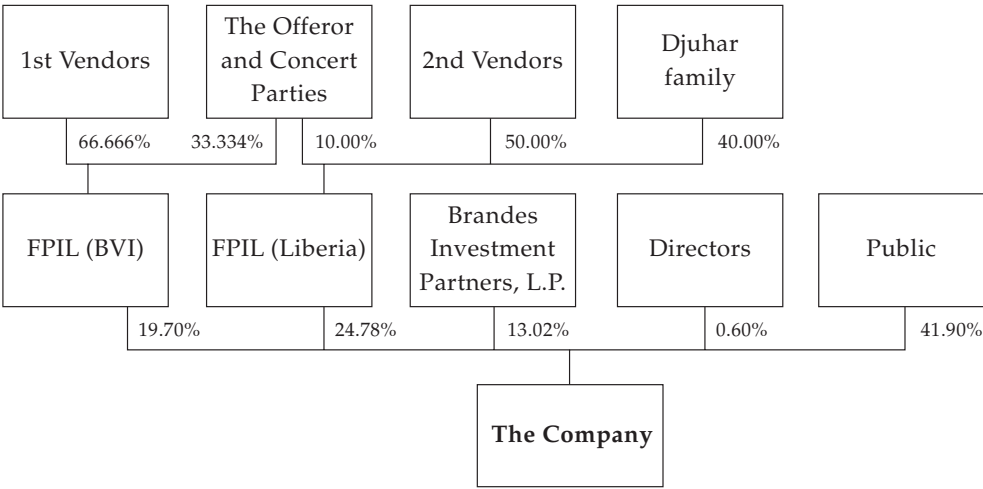 1st Vendors
The Offeror
and Concert
Parties
2nd Vendors
Djuhar
family
66.666%
33.334%
10.00%
50.00%
40.00%
FPIL (BVI)
FPIL (Liberia)
Brandes
Investment
Partners, L.P.
Directors
Public
19.70%
24.78%
13.02%
0.60%
41.90%
The Company